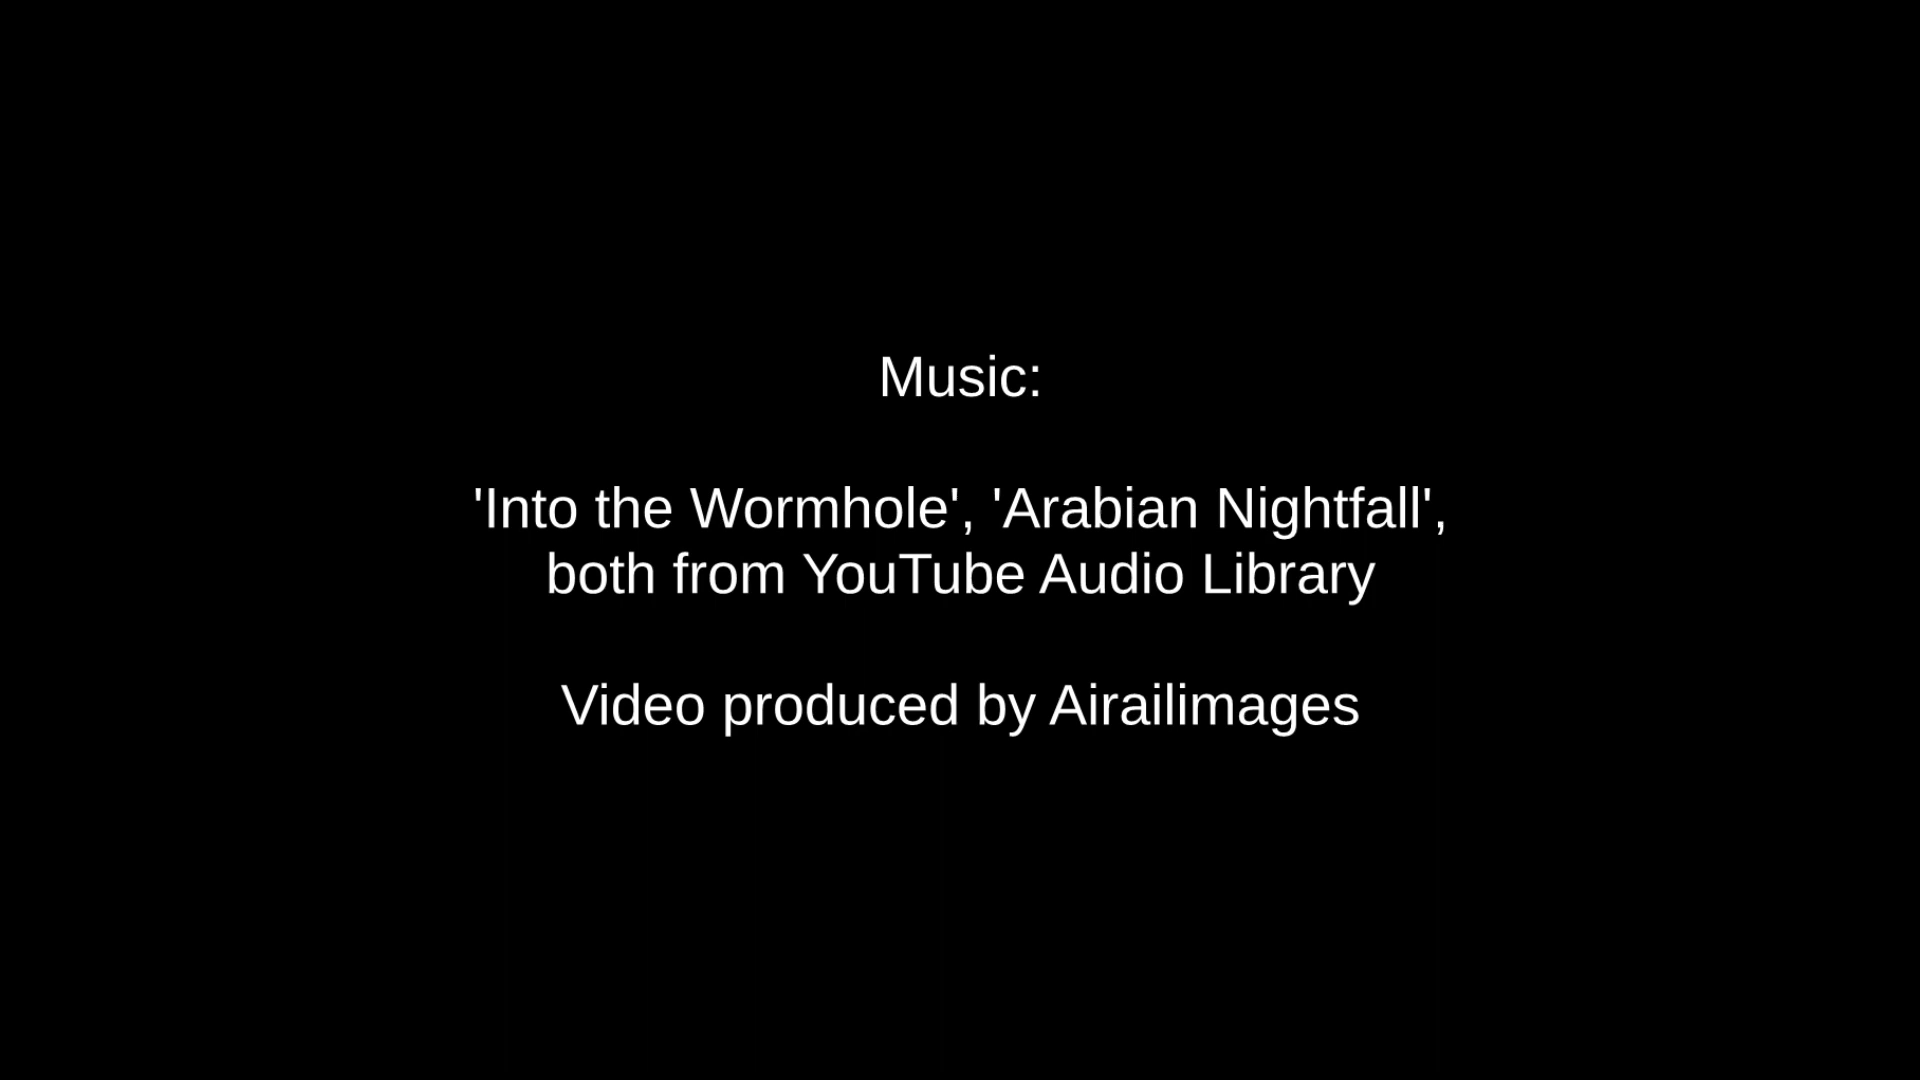 Music:
'Into the Wormhole', 'Arabian Nightfall',
both from YouTube Audio Library
Video produced by Airailimages